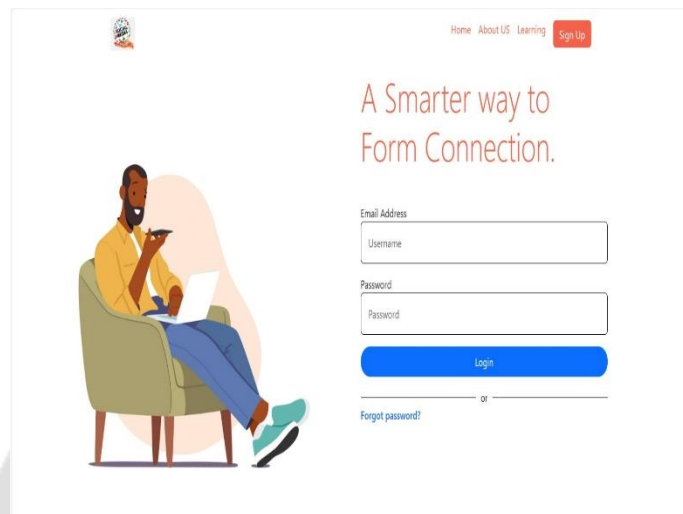 Home About US Learning Sign Up
A Smarter way to
Form Connection.
Email Address
Username
Password
Password
Login
or
Forgot password?